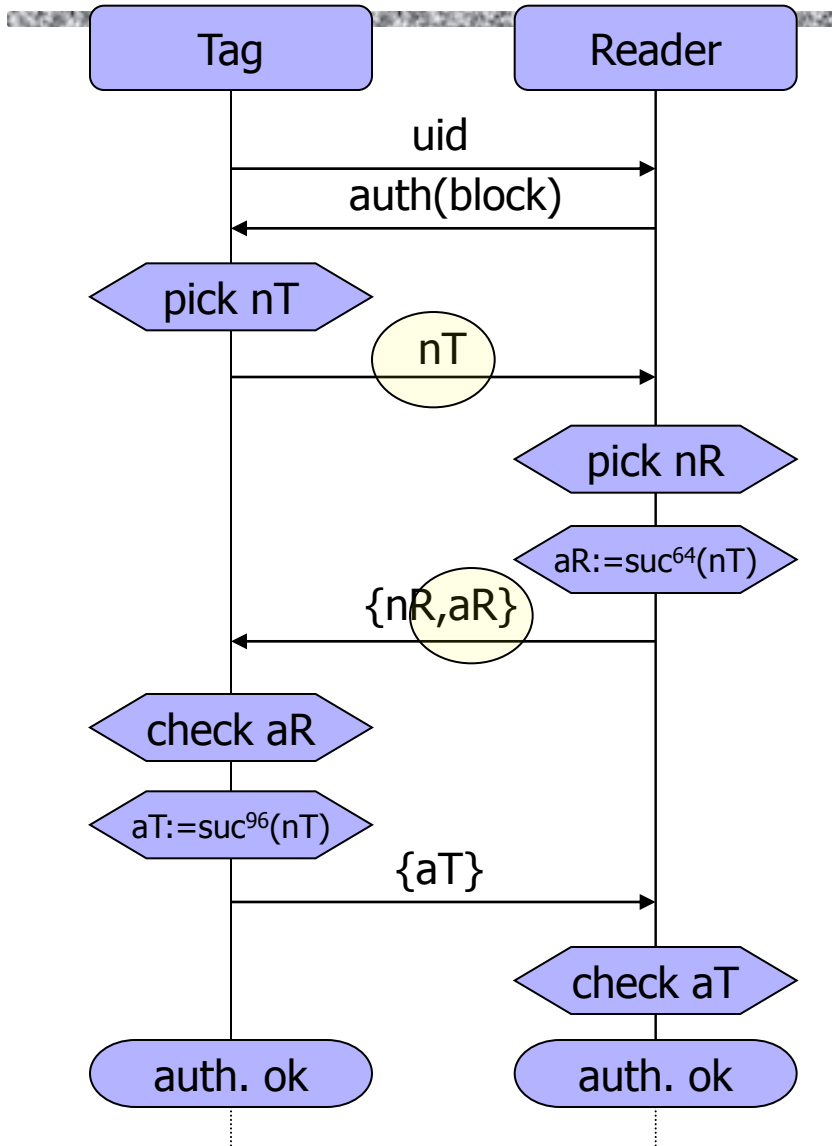 Tag
Reader
uid
auth(block)
pick nT
nT
pick nR
aR:=suc⁶⁴(nT)
{nR,aR}
check aR
aT:=suc⁹⁶(nT)
{aT}
check aT
auth. ok
auth. ok